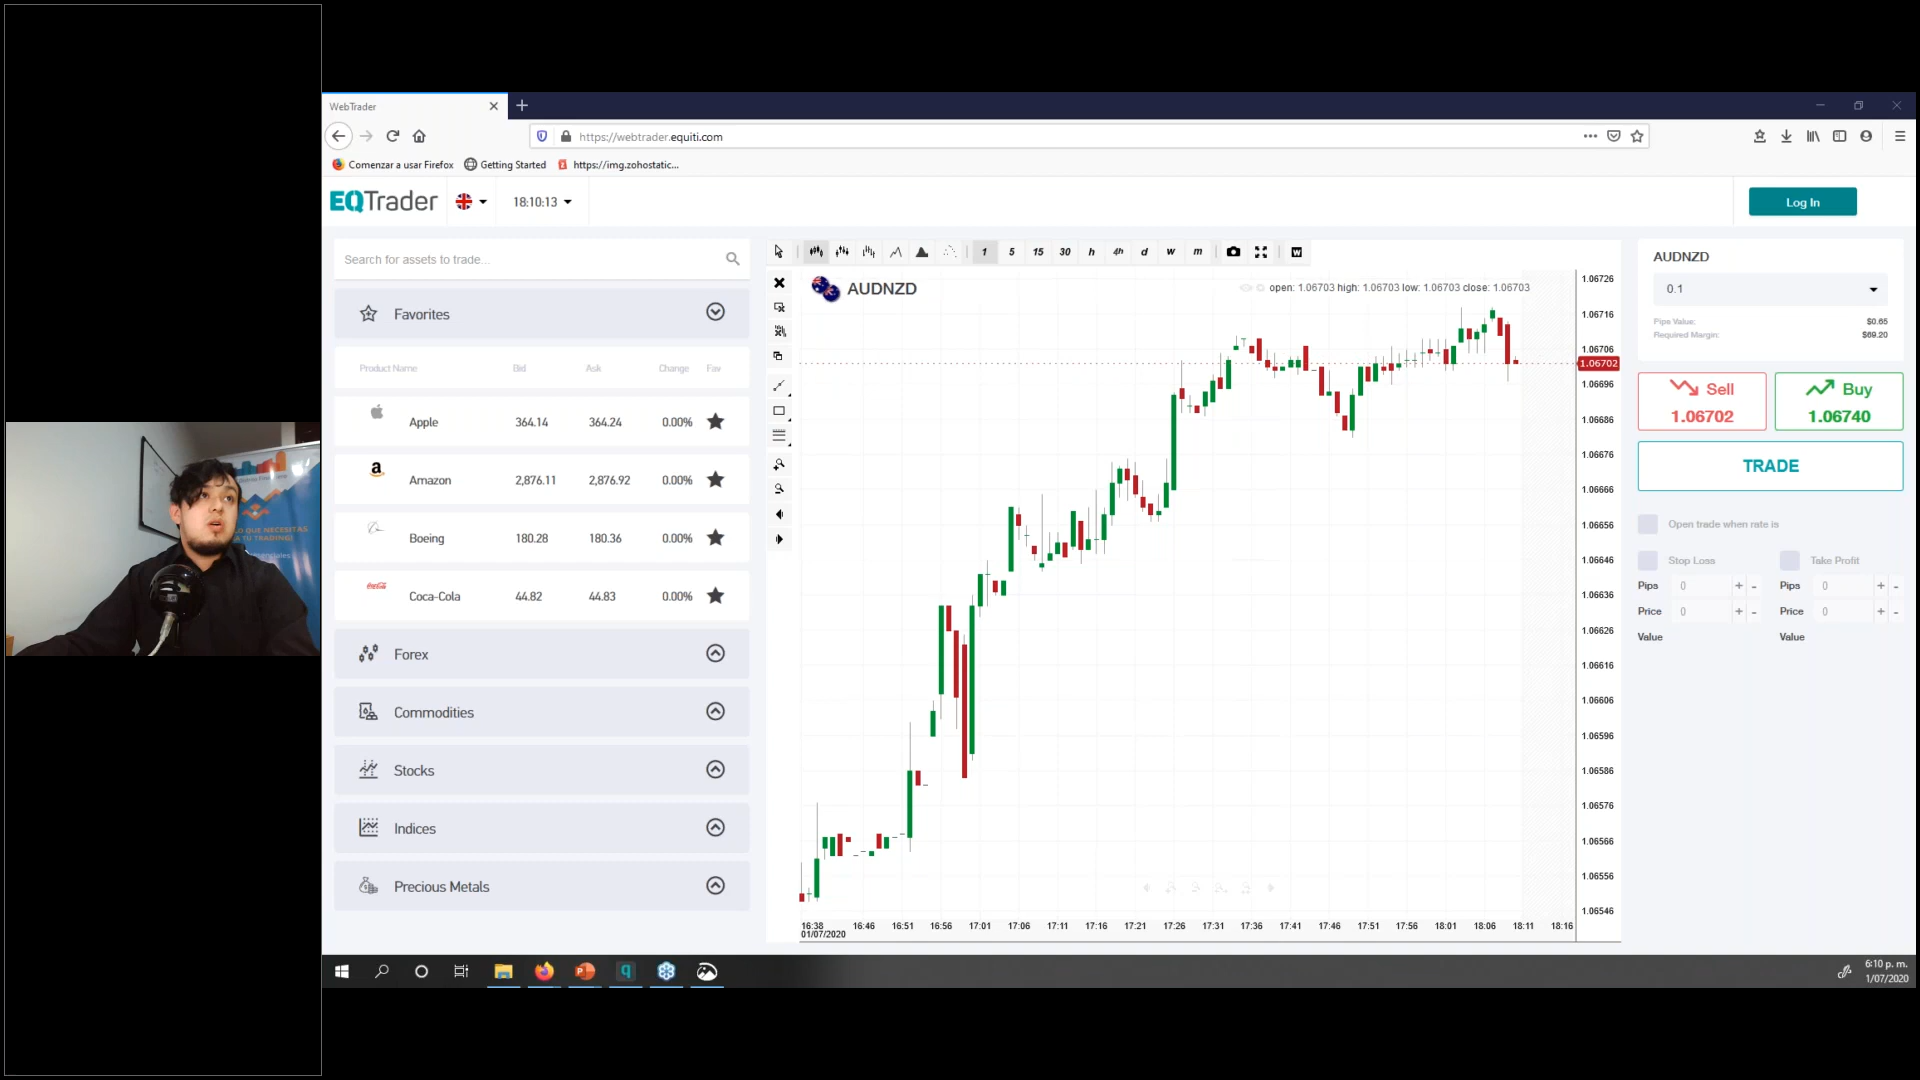 WebTrader
https://webtrader.equiti.com
Comenzar a usar Firefox
Getting Started
https://img.zohostatic...
EQTrader
18:10:13
Log In
Search for assets to trade...
Favorites
Product Name Bid Ask Change Fav
Apple 364.14 364.24 0.00%
a
Amazon 2,876.11 2,876.92 0.00%
Boeing 180.28 180.36 0.00%
Coca-Cola
Coca-Cola 44.82 44.83 0.00%
Forex
Commodities
Stocks
Indices
Precious Metals
1 5 15 30 h 4h d w m W
AUDNZD
open: 1.06703 high: 1.06703 low: 1.06703 close: 1.06703
1.06726
1.06716
1.06706
1.06702
1.06696
1.06686
1.06676
1.06666
1.06656
1.06646
1.06636
1.06626
1.06616
1.06606
1.06596
1.06586
1.06576
1.06566
1.06556
1.06546
16:38 16:46 16:51 16:56 17:01 17:06 17:11 17:16 17:21 17:26 17:31 17:36 17:41 17:46 17:51 17:56 18:01 18:06 18:11 18:16
01/07/2020
AUDNZD
0.1
Pips Value: $0.65
Required Margin: $69.20
Sell
1.06702
Buy
1.06740
TRADE
Open trade when rate is
Stop Loss
Take Profit
Pips 0 + -
Pips 0 + -
Price 0 + -
Price 0 + -
Value
Value
LO QUE NECESITAS
A TU TRADING!
6:10 p. m.
1/07/2020